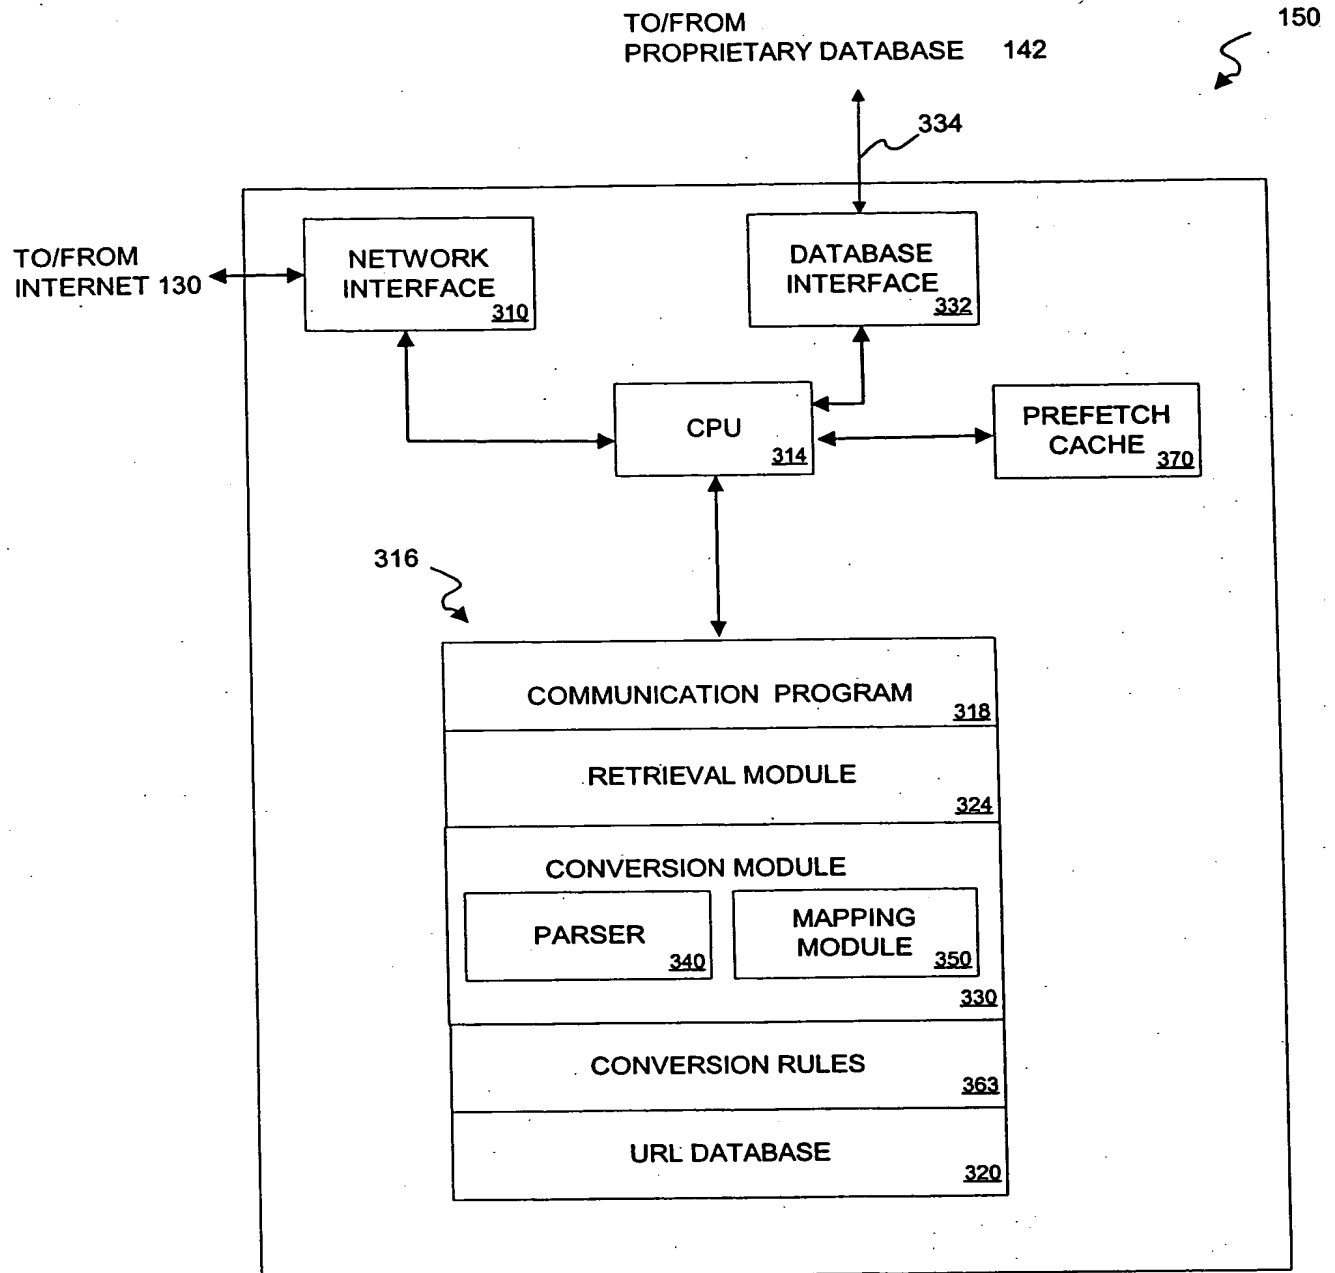 150
TO/FROM
PROPRIETARY DATABASE 142
334
TO/FROM
INTERNET 130
NETWORK
INTERFACE
310
DATABASE
INTERFACE
332
CPU
314
PREFETCH
CACHE
370
316
COMMUNICATION PROGRAM
318
RETRIEVAL MODULE
324
CONVERSION MODULE
PARSER
340
MAPPING
MODULE
350
330
CONVERSION RULES
363
URL DATABASE
320